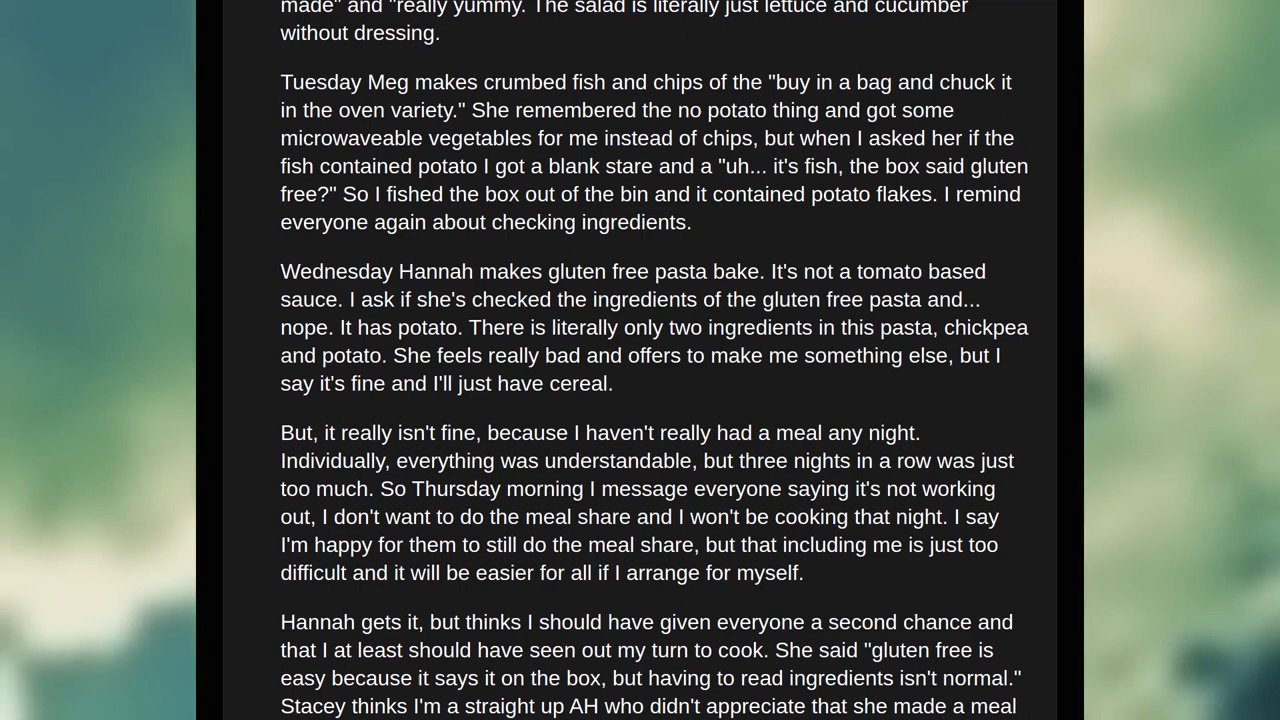 made" and "really yummy. The salad is literally just lettuce and cucumber
without dressing.
Tuesday Meg makes crumbed fish and chips of the "buy in a bag and chuck it
in the oven variety." She remembered the no potato thing and got some
microwaveable vegetables for me instead of chips, but when I asked her if the
fish contained potato I got a blank stare and a "uh... it's fish, the box said gluten
free?" So I fished the box out of the bin and it contained potato flakes. I remind
everyone again about checking ingredients.
Wednesday Hannah makes gluten free pasta bake. It's not a tomato based
sauce. I ask if she's checked the ingredients of the gluten free pasta and...
nope. It has potato. There is literally only two ingredients in this pasta, chickpea
and potato. She feels really bad and offers to make me something else, but I
say it's fine and I'll just have cereal.
But, it really isn't fine, because I haven't really had a meal any night.
Individually, everything was understandable, but three nights in a row was just
too much. So Thursday morning I message everyone saying it's not working
out, I don't want to do the meal share and I won't be cooking that night. I say
I'm happy for them to still do the meal share, but that including me is just too
difficult and it will be easier for all if I arrange for myself.
Hannah gets it, but thinks I should have given everyone a second chance and
that I at least should have seen out my turn to cook. She said "gluten free is
easy because it says it on the box, but having to read ingredients isn't normal."
Stacey thinks I'm a straight up AH who didn't appreciate that she made a meal